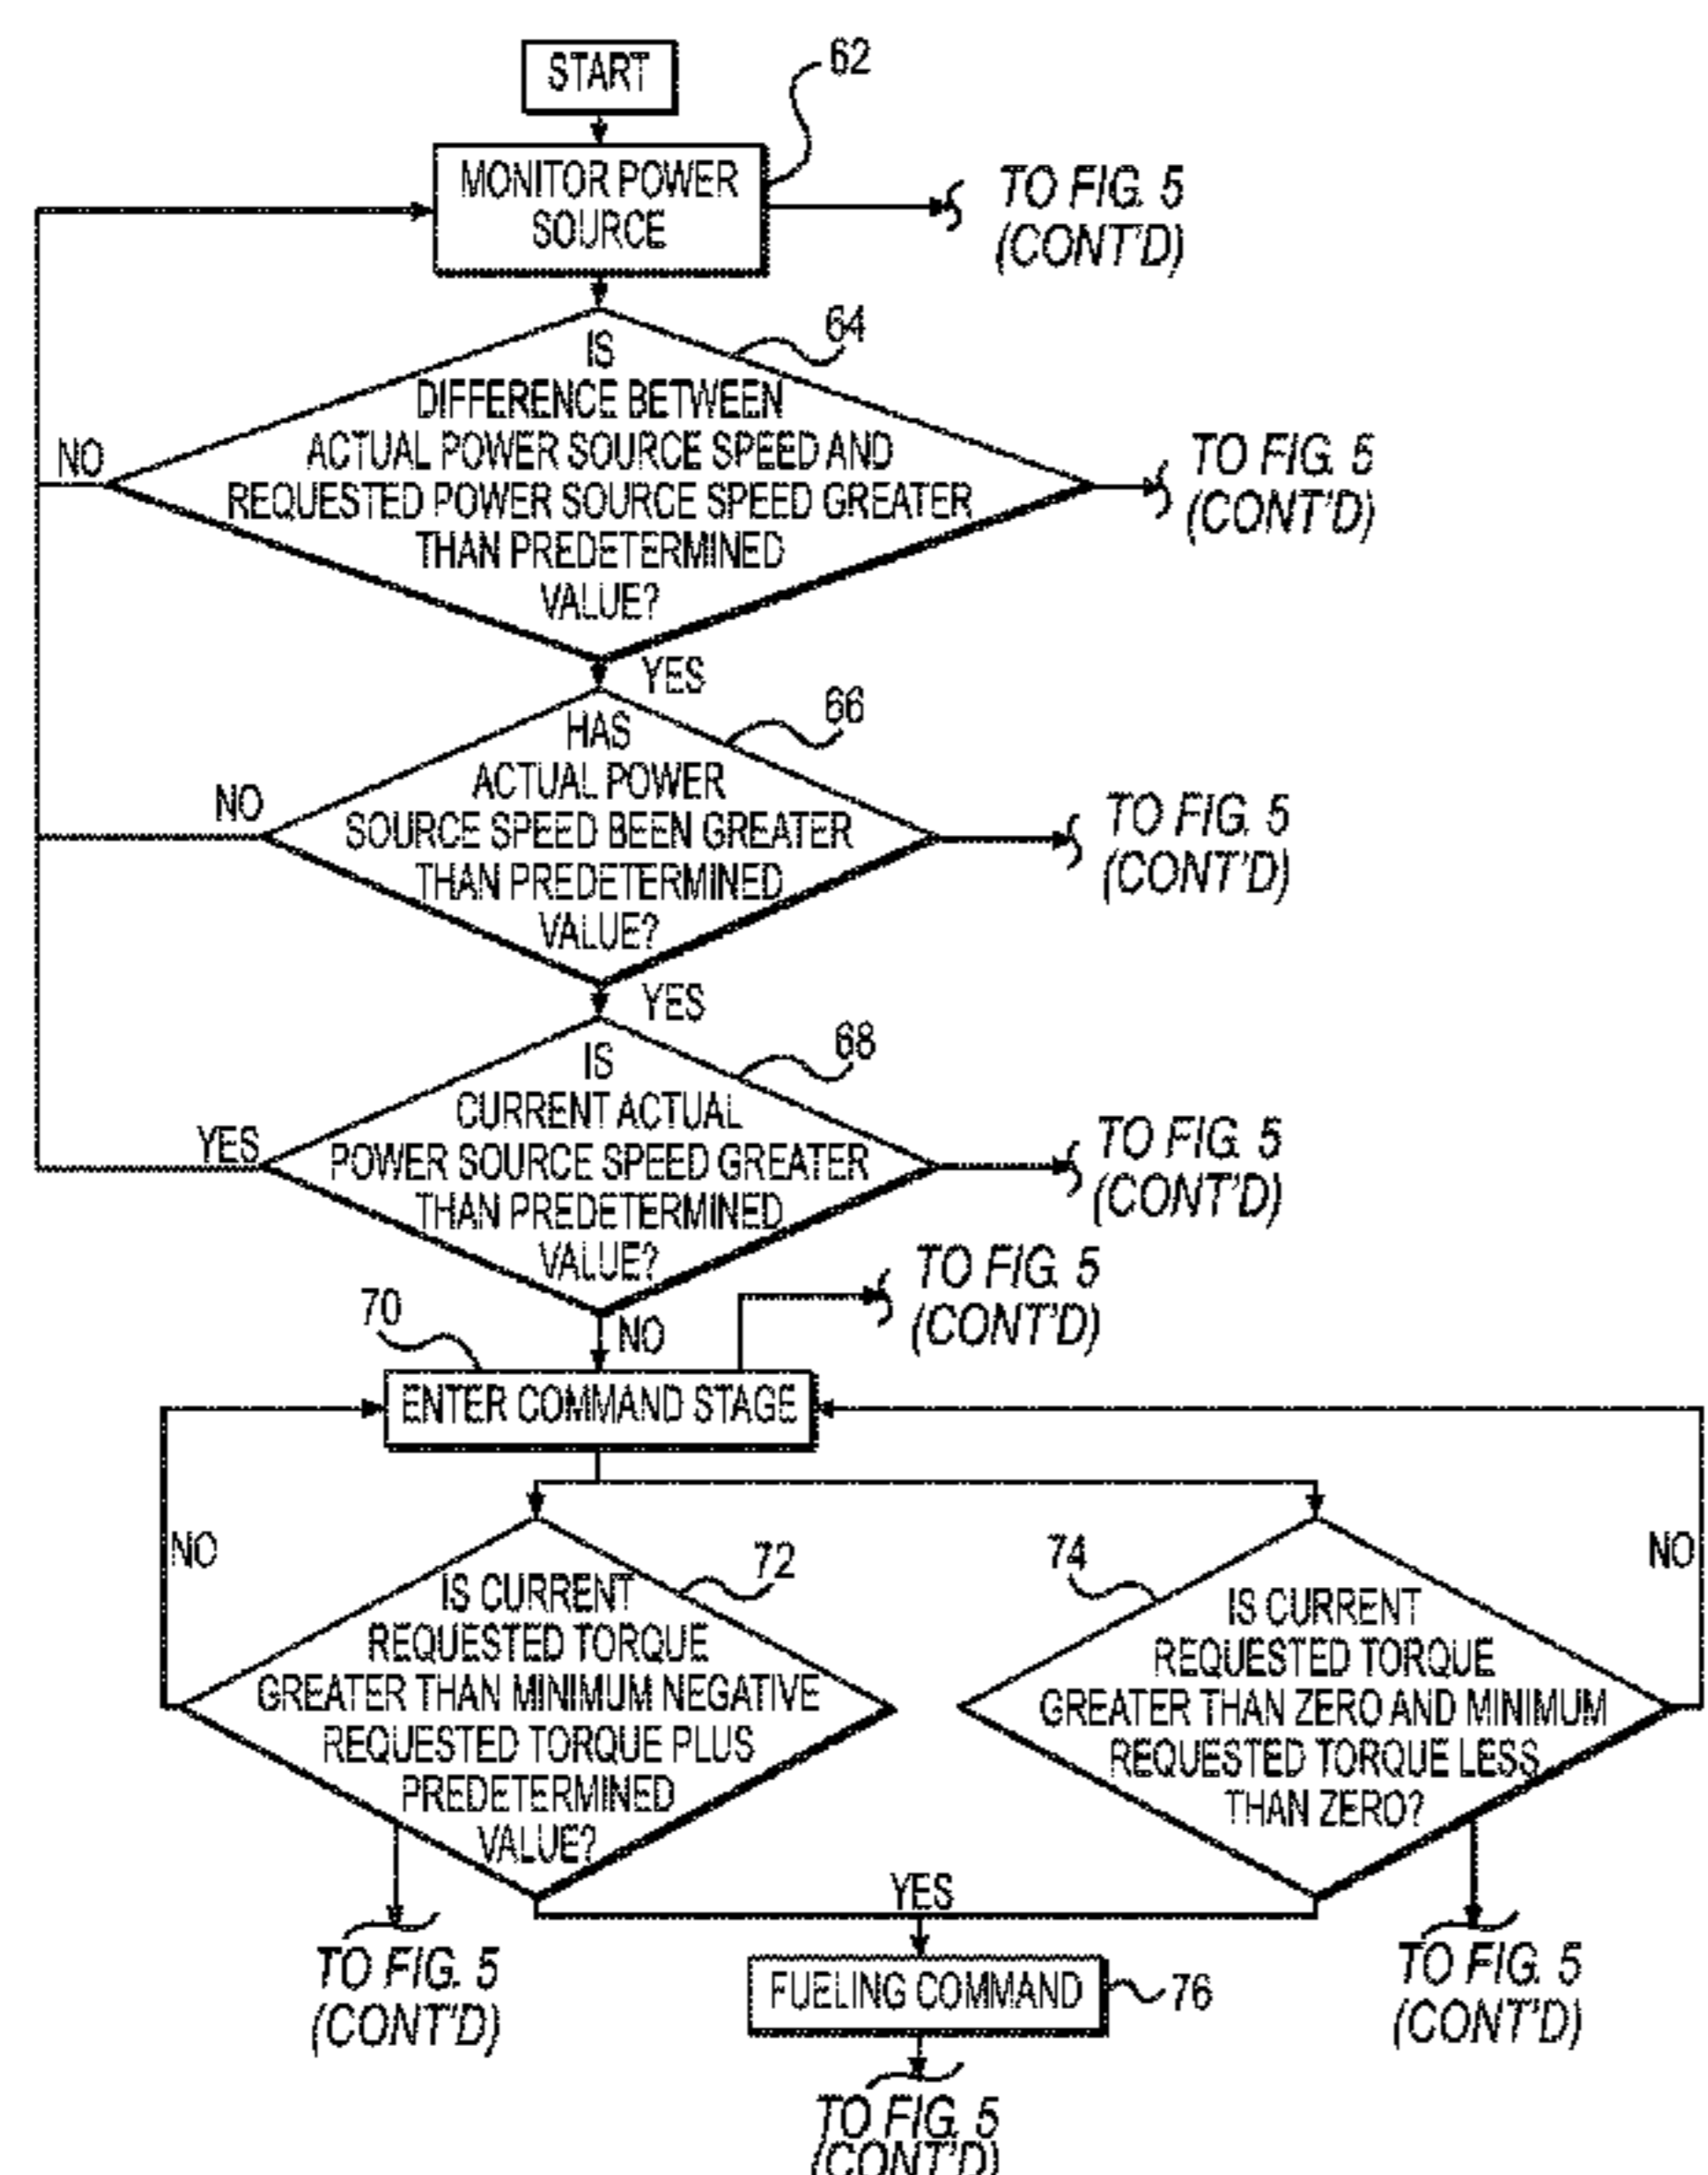 START
62
MONITOR POWER
SOURCE
TO FIG. 5
(CONT'D)
64
IS
DIFFERENCE BETWEEN
ACTUAL POWER SOURCE SPEED AND
REQUESTED POWER SOURCE SPEED GREATER
THAN PREDETERMINED
VALUE?
NO
TO FIG. 5
(CONT'D)
YES
66
HAS
ACTUAL POWER
SOURCE SPEED BEEN GREATER
THAN PREDETERMINED
VALUE?
NO
TO FIG. 5
(CONT'D)
YES
68
IS
CURRENT ACTUAL
POWER SOURCE SPEED GREATER
THAN PREDETERMINED
VALUE?
YES
TO FIG. 5
(CONT'D)
NO
TO FIG. 5
(CONT'D)
70
ENTER COMMAND STAGE
NO
72
IS CURRENT
REQUESTED TORQUE
GREATER THAN MINIMUM NEGATIVE
REQUESTED TORQUE PLUS
PREDETERMINED
VALUE?
74
IS CURRENT
REQUESTED TORQUE
GREATER THAN ZERO AND MINIMUM
REQUESTED TORQUE LESS
THAN ZERO?
NO
YES
TO FIG. 5
(CONT'D)
FUELING COMMAND
76
TO FIG. 5
(CONT'D)
TO FIG. 5
(CONT'D)